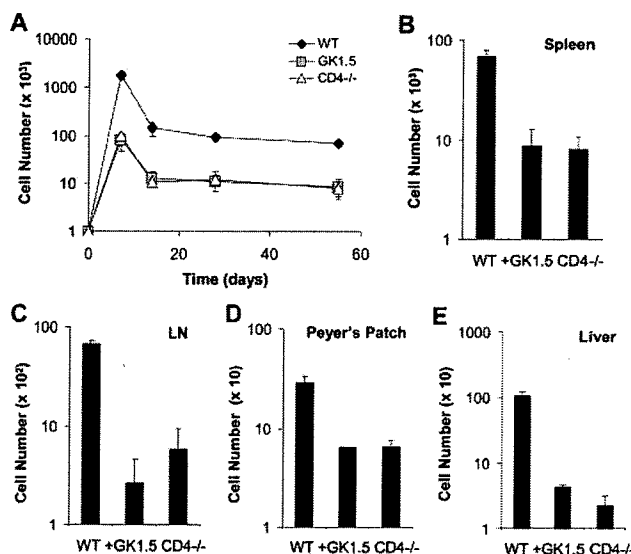 A
Cell Number (x 10³)
10000
1000
100
10
1
0
20
40
60
Time (days)
WT
GK1.5
CD4-/-
B
Spleen
Cell Number (x 10³)
100
10
1
WT +GK1.5 CD4-/-
C
LN
Cell Number (x 10²)
100
10
1
WT +GK1.5 CD4-/-
D
Peyer's Patch
Cell Number (x 10)
100
10
1
WT +GK1.5 CD4-/-
E
Liver
Cell Number (x 10)
1000
100
10
1
WT +GK1.5 CD4-/-